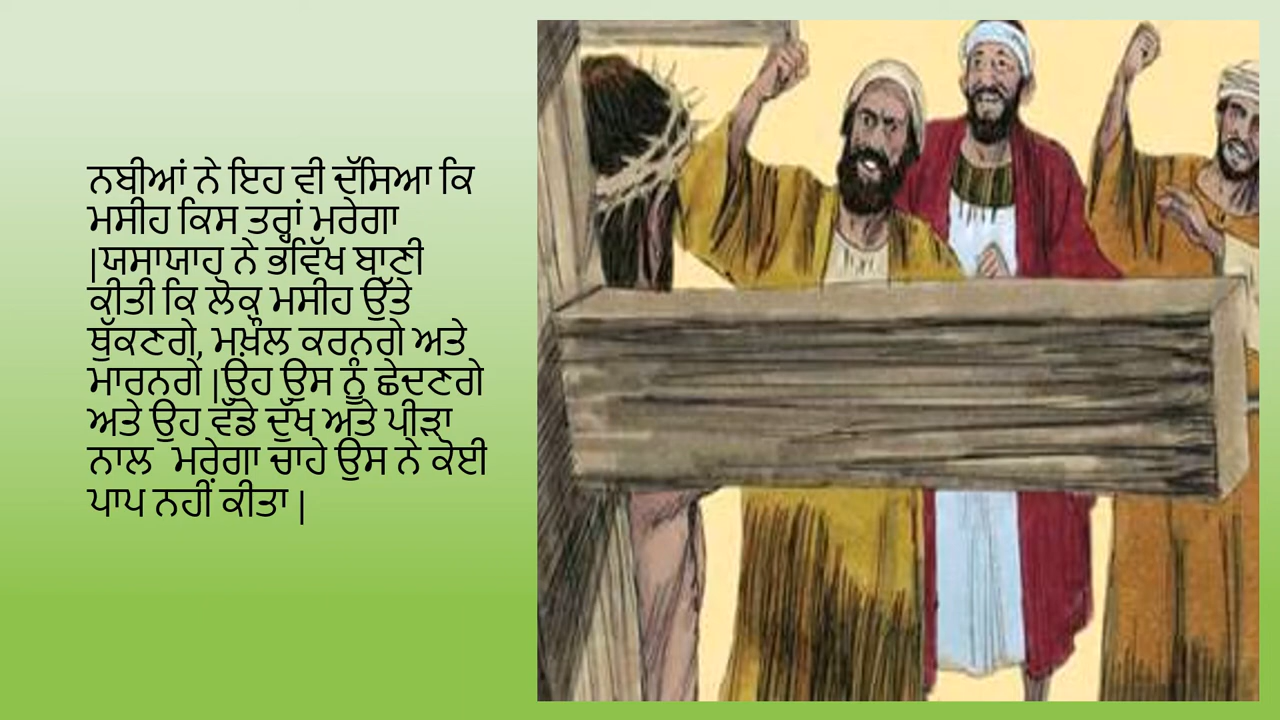 ਨਬੀਆਂ ਨੇ ਇਹ ਵੀ ਦੱਸਿਆ ਕਿ
ਮਸੀਹ ਕਿਸ ਤਰ੍ਹਾਂ ਮਰੇਗਾ
|ਯਸਾਯਾਹ ਨੇ ਭਵਿੱਖ ਬਾਣੀ
ਕੀਤੀ ਕਿ ਲੋਕ ਮਸੀਹ ਉੱਤੇ
ਥੁੱਕਣਗੇ, ਮਖ਼ੌਲ ਕਰਨਗੇ ਅਤੇ
ਮਾਰਨਗੇ |ਉਹ ਉਸ ਨੂੰ ਛੇਦਣਗੇ
ਅਤੇ ਉਹ ਵੱਡੇ ਦੁੱਖ ਅਤੇ ਪੀੜਾ
ਨਾਲ  ਮਰੇਗਾ ਚਾਹੇ ਉਸ ਨੇ ਕੋਈ
ਪਾਪ ਨਹੀਂ ਕੀਤਾ |